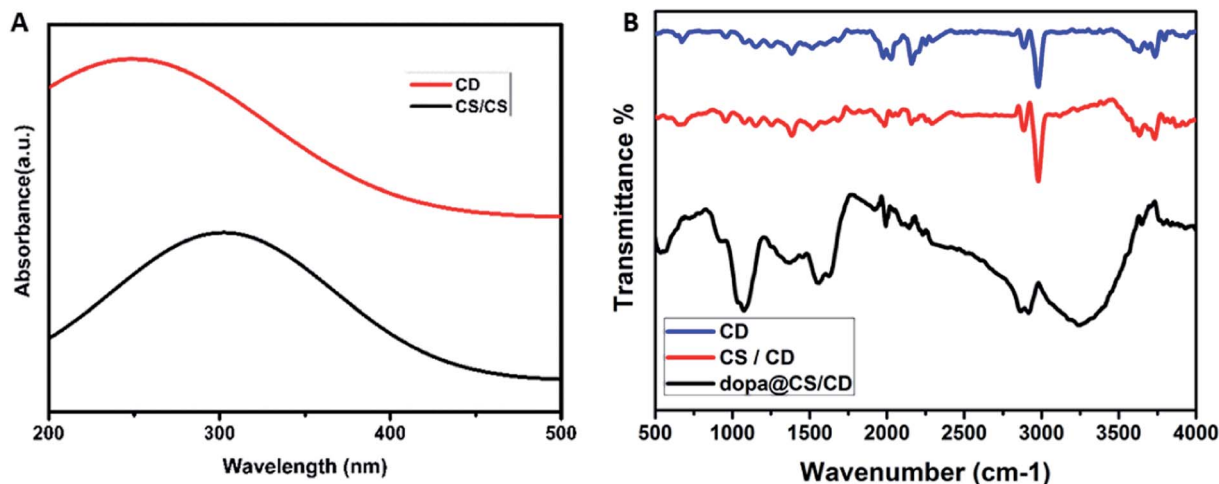 A
Absorbance(a.u.)
CD
CS/CS
200
300
400
500
Wavelength (nm)
B
Transmittance %
CD
CS / CD
dopa@CS/CD
500 1000 1500 2000 2500 3000 3500 4000
Wavenumber (cm-1)